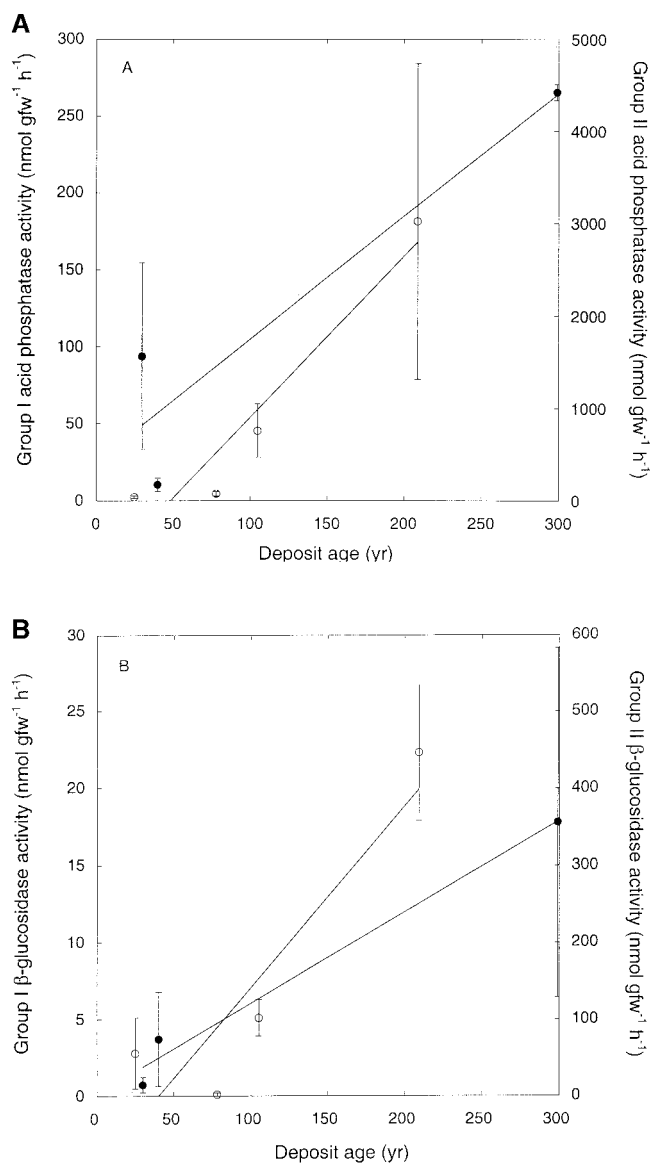 A
A
Group I acid phosphatase activity (nmol gfw⁻¹ h⁻¹)
300
250
200
150
100
50
0
5000
4000
3000
2000
1000
0
Group II acid phosphatase activity (nmol gfw⁻¹ h⁻¹)
0 50 100 150 200 250 300
Deposit age (yr)
B
B
Group I β-glucosidase activity (nmol gfw⁻¹ h⁻¹)
30
25
20
15
10
5
0
600
500
400
300
200
100
0
Group II β-glucosidase activity (nmol gfw⁻¹ h⁻¹)
0 50 100 150 200 250 300
Deposit age (yr)